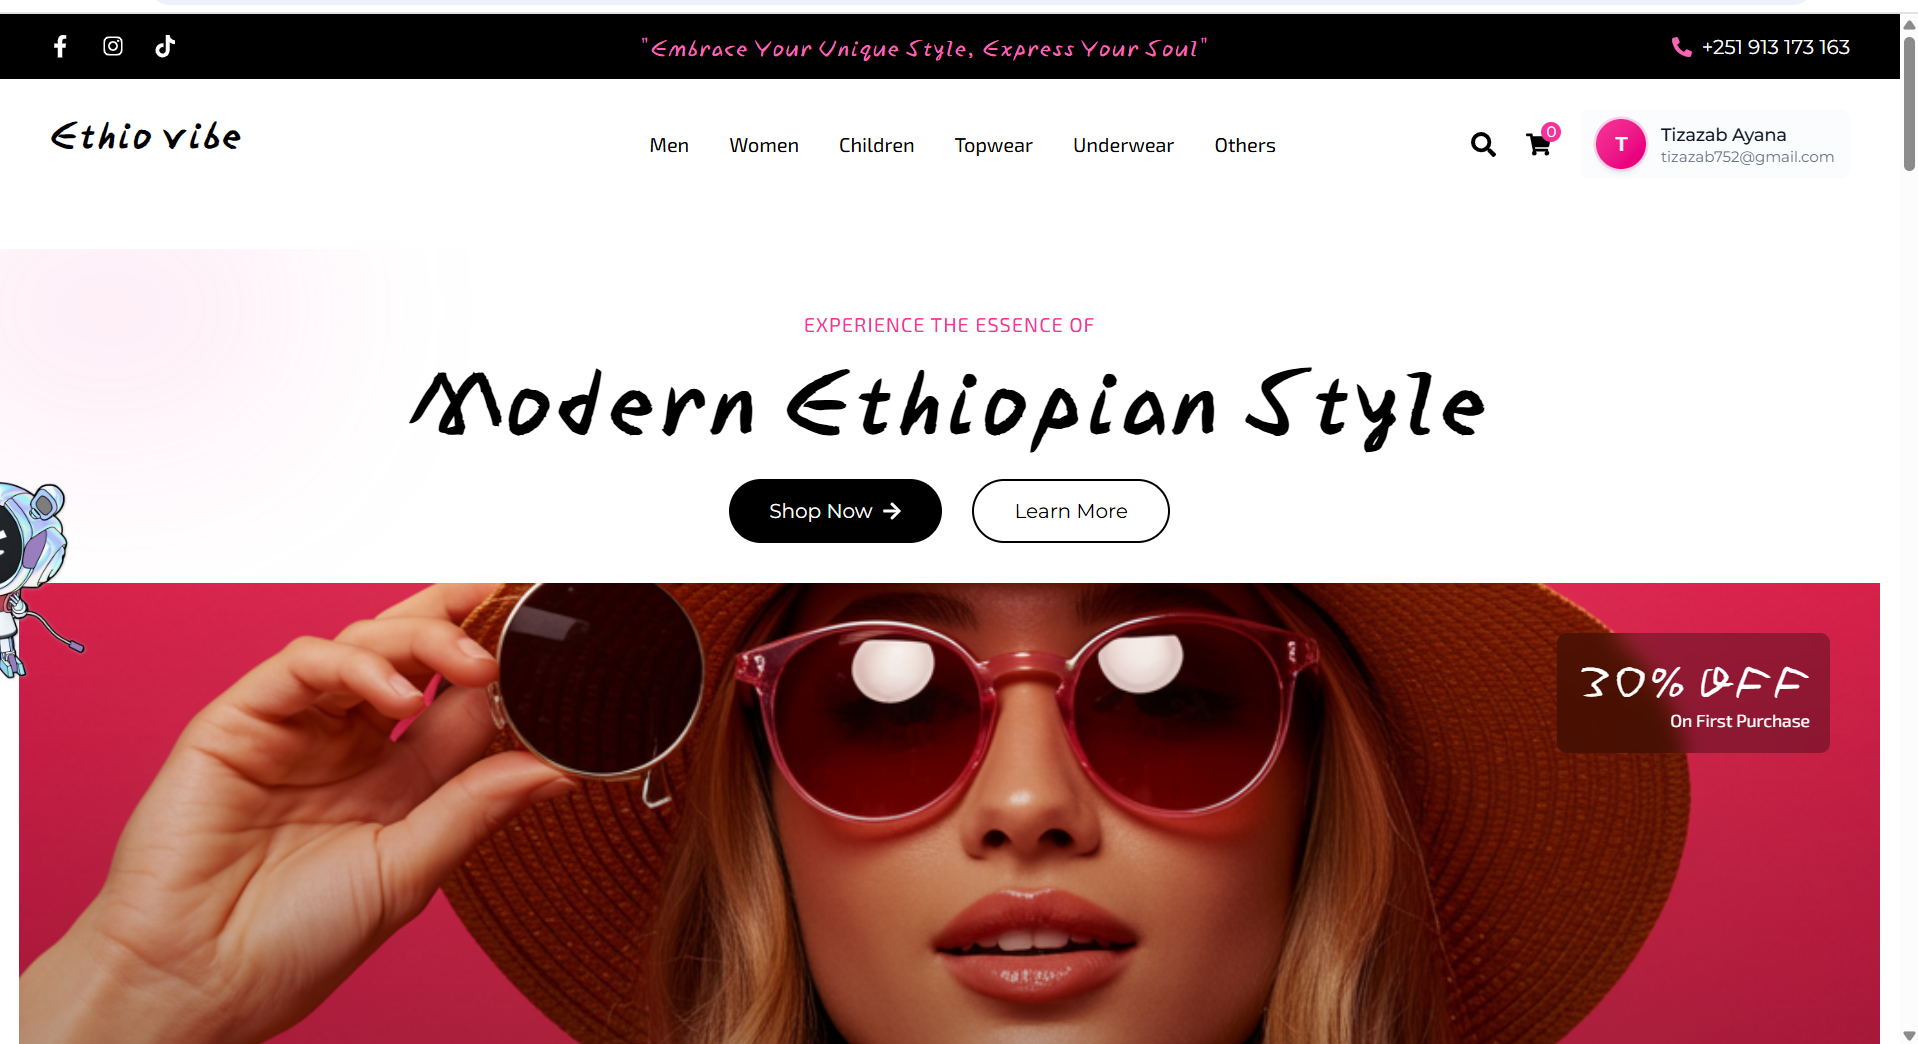 "Embrace Your Unique Style, Express Your Soul"
+251 913 173 163
Ethio vibe
Men Women Children Topwear Underwear Others
0
T
Tizazab Ayana
tizazab752@gmail.com
EXPERIENCE THE ESSENCE OF
Modern Ethiopian Style
Shop Now
Learn More
30% OFF
On First Purchase